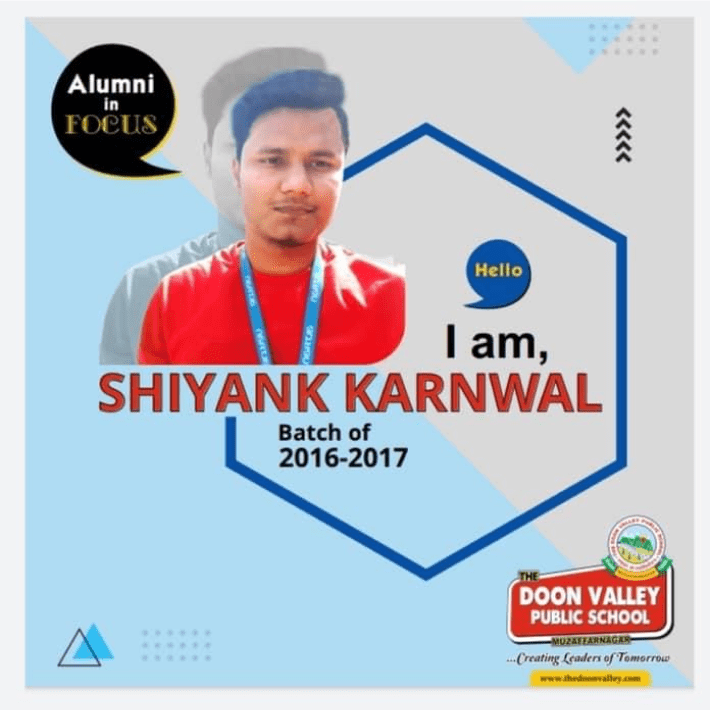 Alumni
in
FOCUS
Hello
I am,
SHIYANK KARNWAL
Batch of
2016-2017
THE
DOON VALLEY
PUBLIC SCHOOL
MUZAFFARNAGAR
...Creating Leaders of Tomorrow
www.thedoonvalley.com